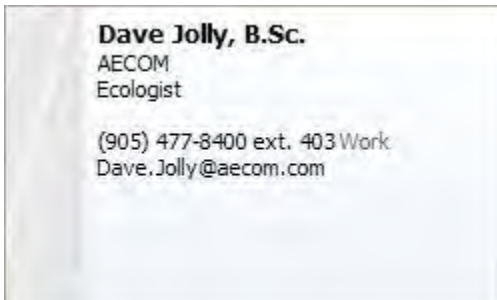 Dave Jolly, B.Sc.
AECOM
Ecologist
(905) 477-8400 ext. 403 Work
Dave.Jolly@aecom.com